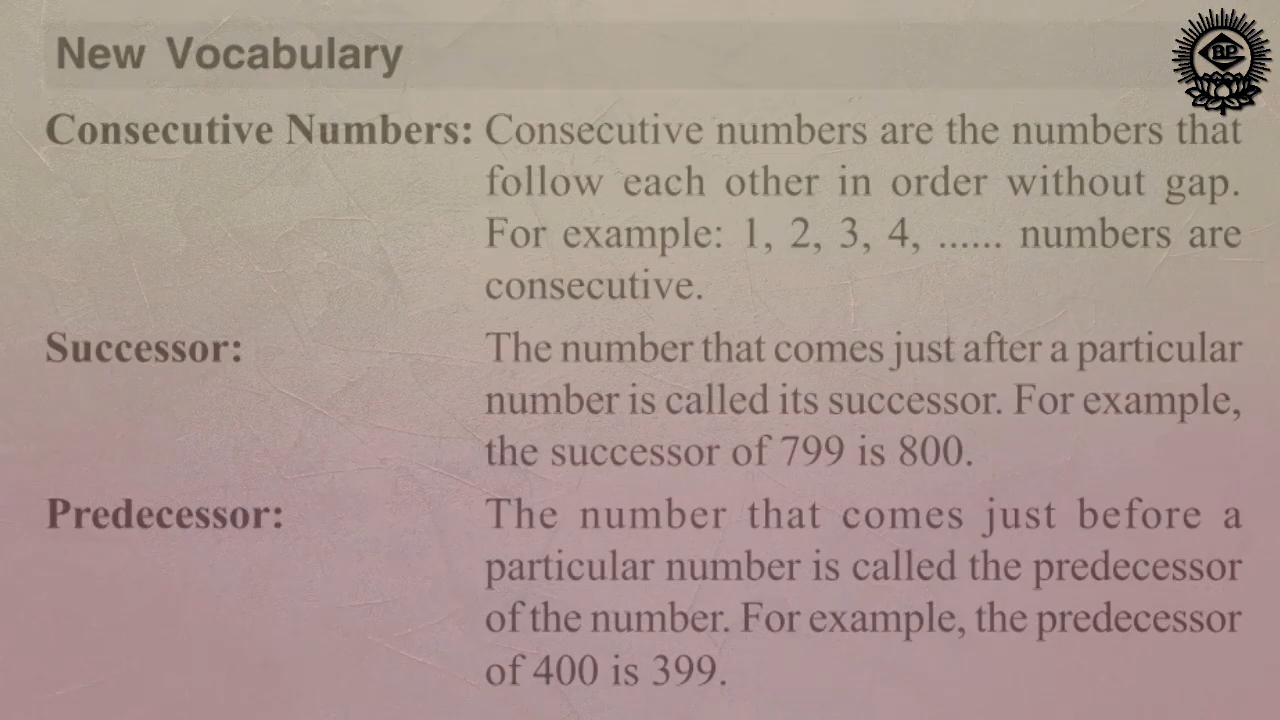 New Vocabulary
BP
Consecutive Numbers: Consecutive numbers are the numbers that
follow each other in order without gap.
For example: 1, 2, 3, 4, ...... numbers are
consecutive.
Successor: The number that comes just after a particular
number is called its successor. For example,
the successor of 799 is 800.
Predecessor: The number that comes just before a
particular number is called the predecessor
of the number. For example, the predecessor
of 400 is 399.